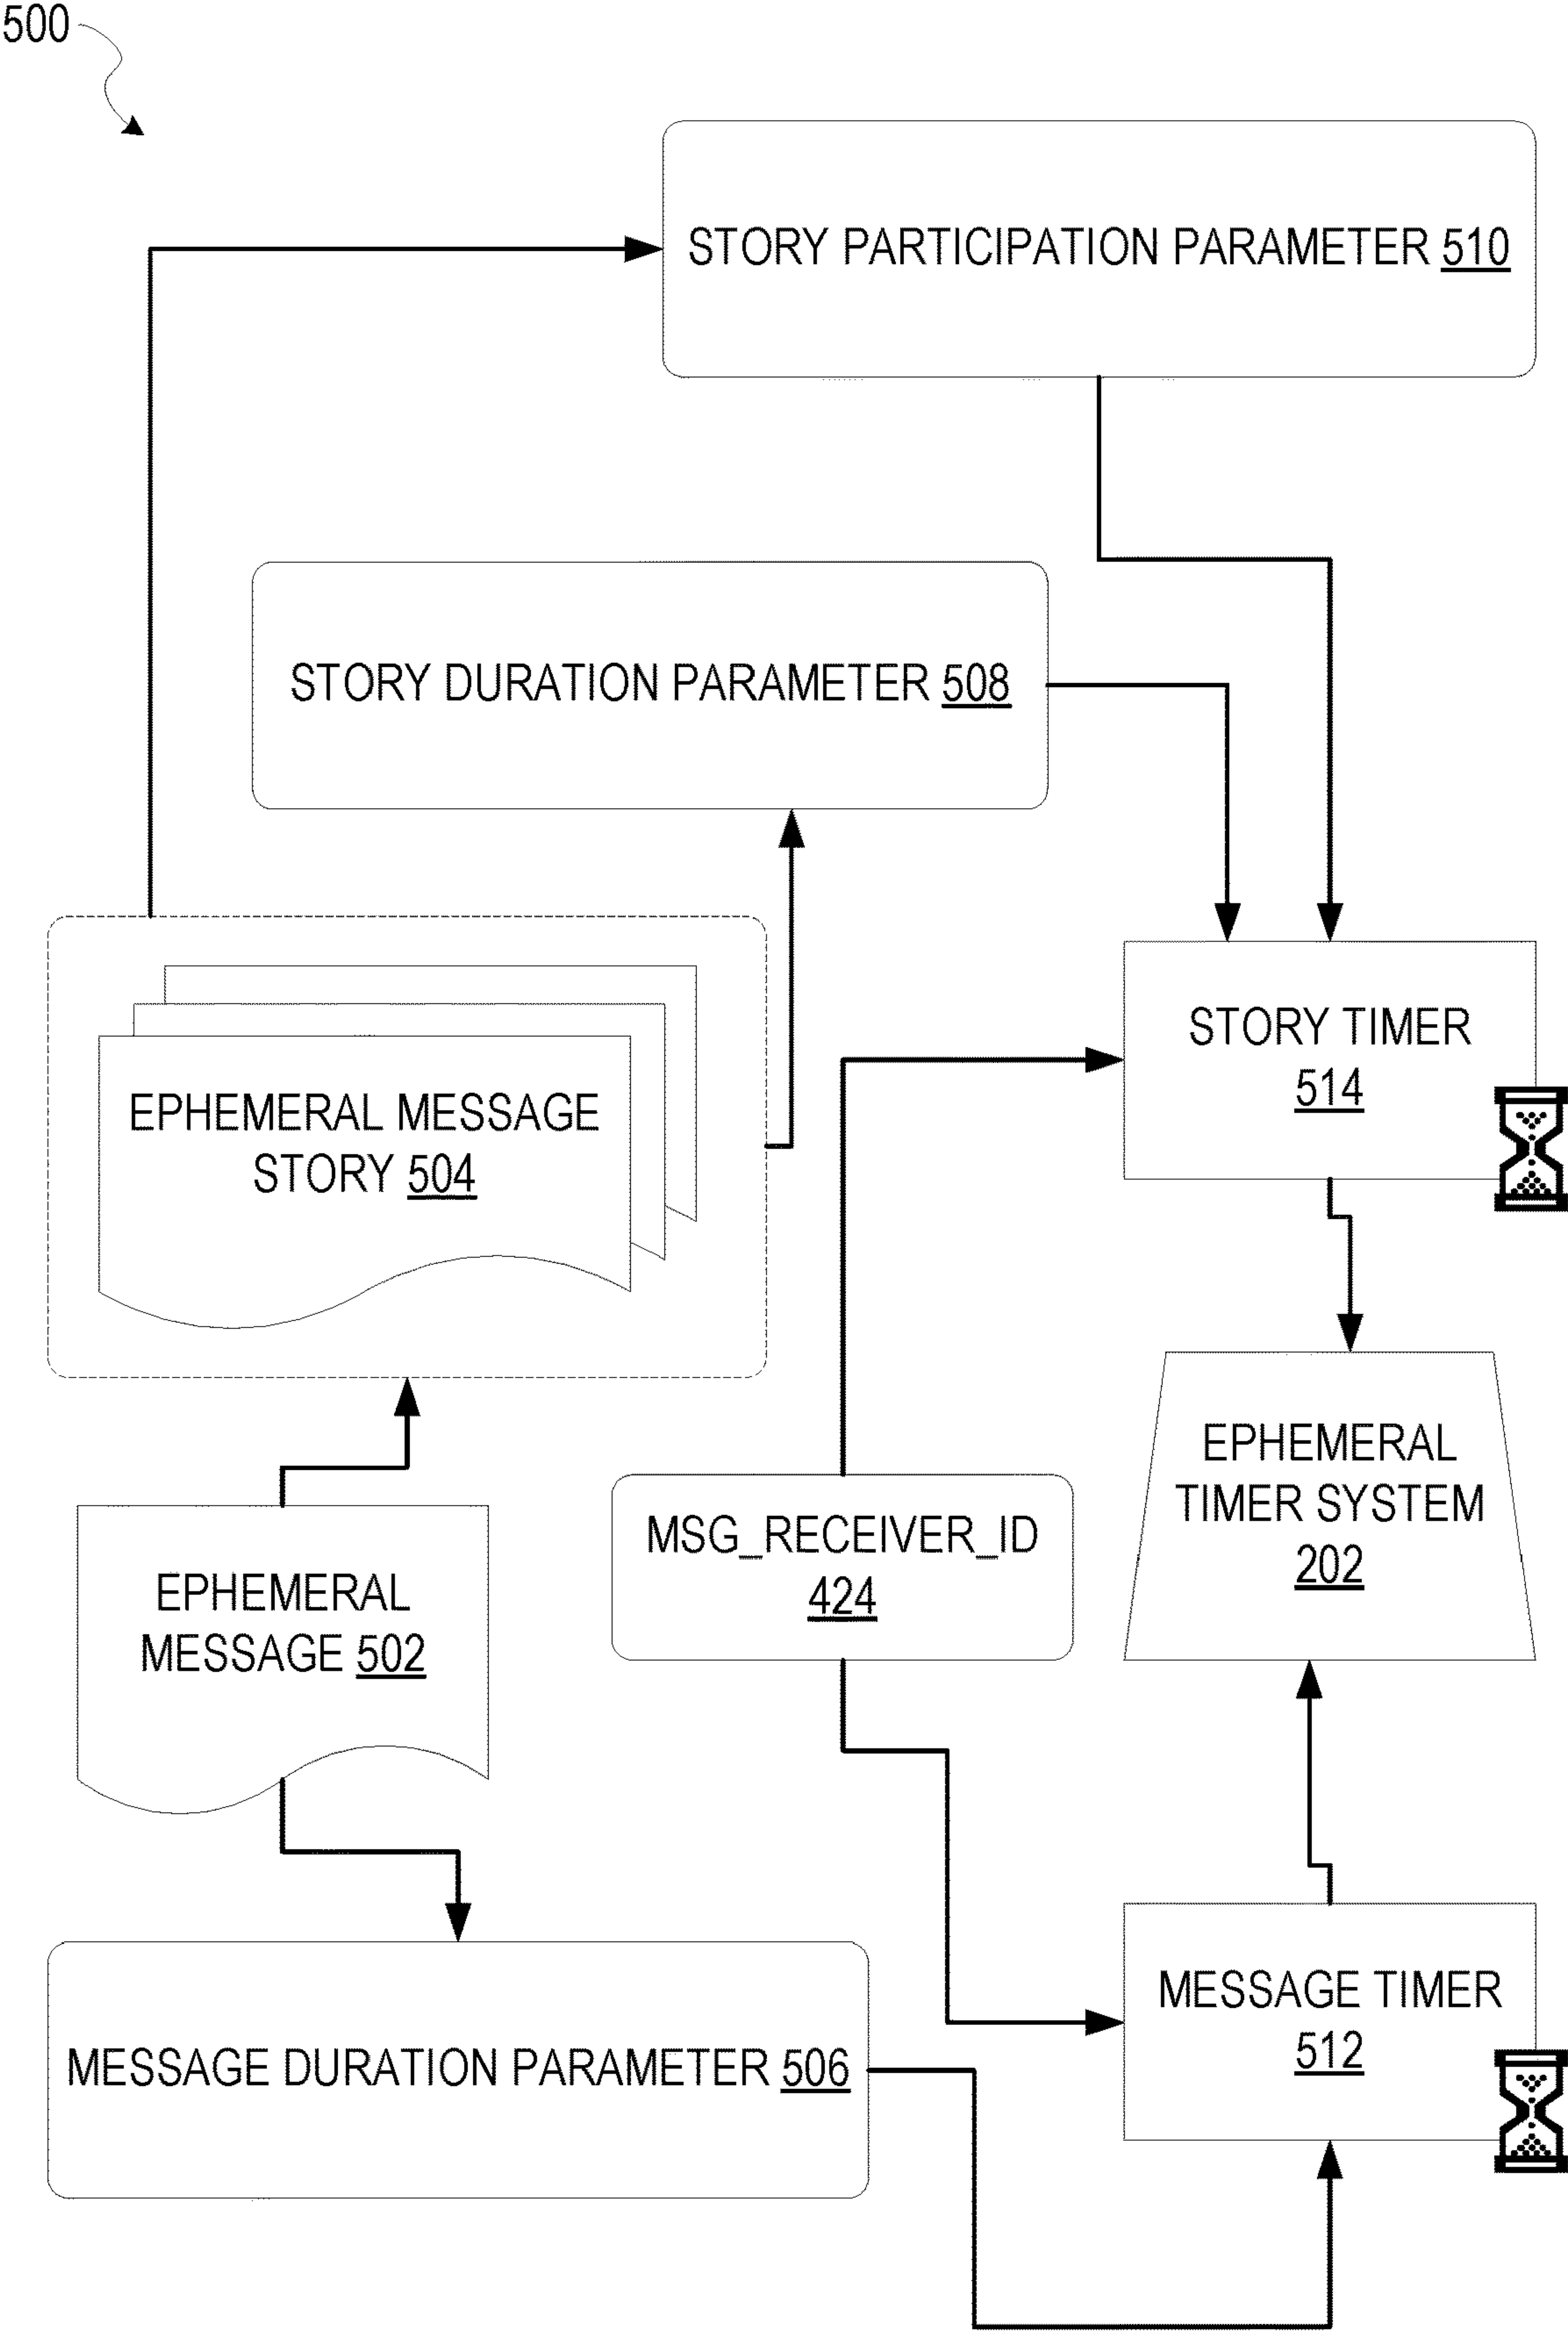 500
STORY PARTICIPATION PARAMETER 510
STORY DURATION PARAMETER 508
STORY TIMER
514
EPHEMERAL MESSAGE
STORY 504
EPHEMERAL
TIMER SYSTEM
202
MSG_RECEIVER_ID
424
EPHEMERAL
MESSAGE 502
MESSAGE TIMER
512
MESSAGE DURATION PARAMETER 506